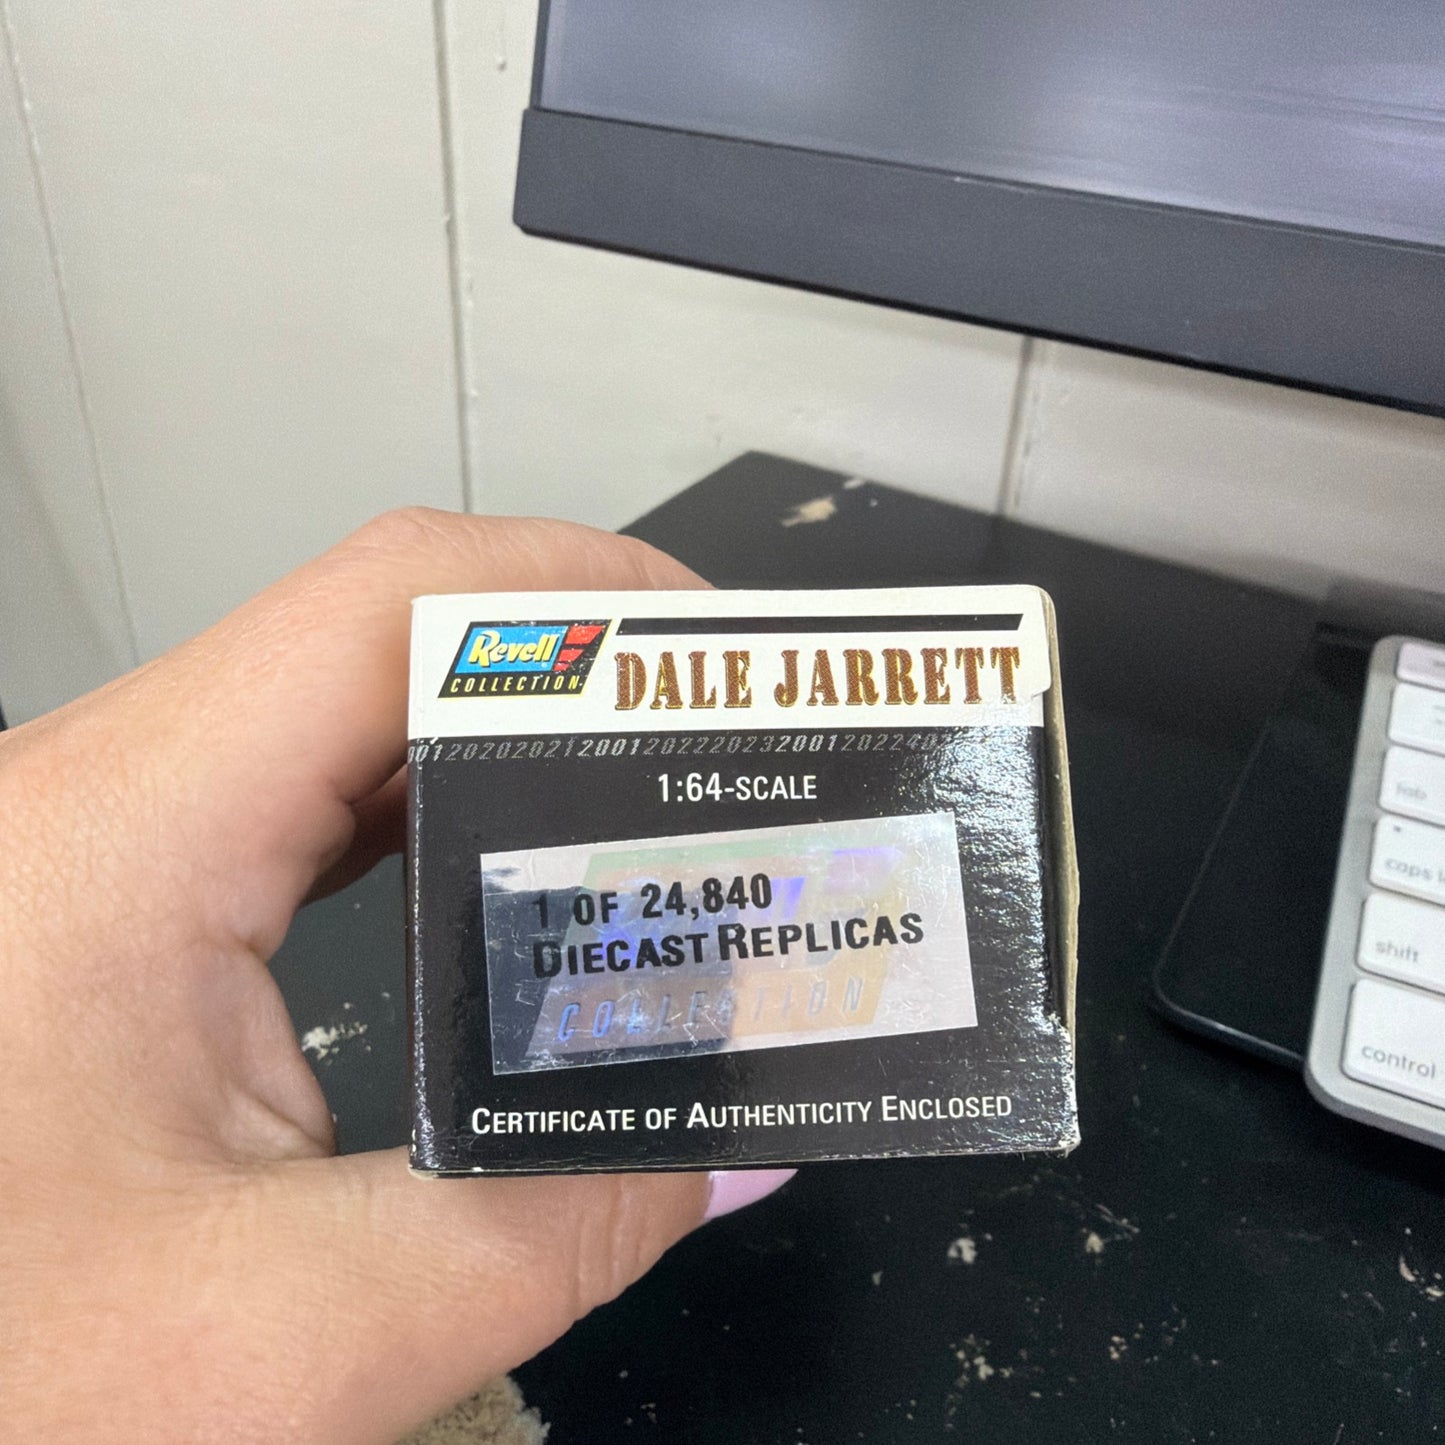 Revell
COLLECTION
DALE JARRETT
1:64-SCALE
1 OF 24,840
DIECAST REPLICAS
COLLECTION
CERTIFICATE OF AUTHENTICITY ENCLOSED
caps
shift
control